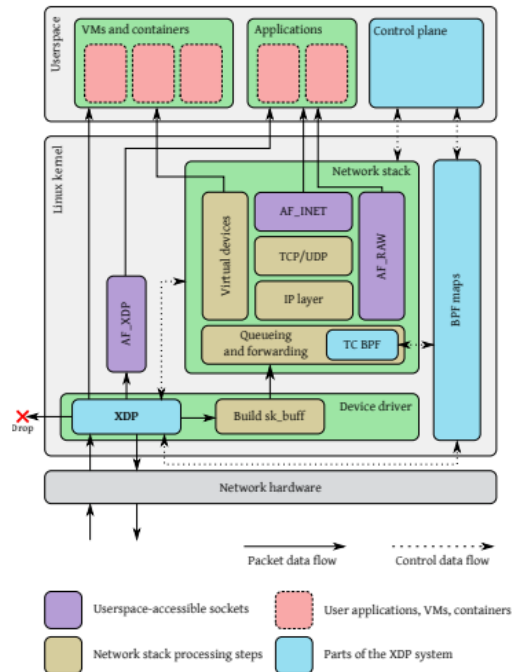 Userspace
VMs and containers
Applications
Control plane
Linux kernel
Network stack
Virtual devices
AF_INET
TCP/UDP
IP layer
AF_RAW
BPF maps
Queueing
and forwarding
TC BPF
AF_XDP
Device driver
XDP
Build sk_buff
Drop
Network hardware
Packet data flow
Control data flow
Userspace-accessible sockets
User applications, VMs, containers
Network stack processing steps
Parts of the XDP system